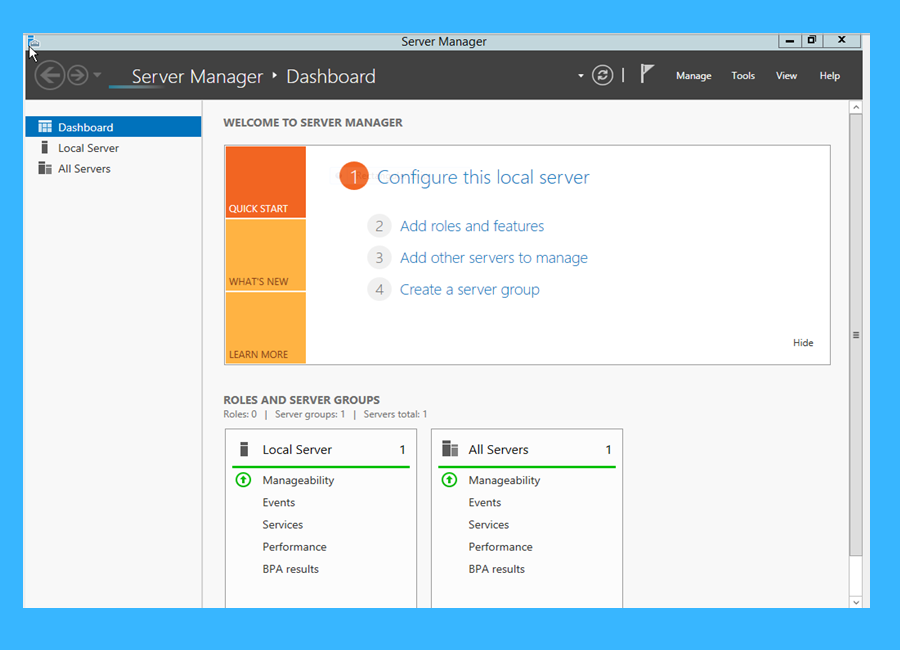 Server Manager
Server Manager ‣ Dashboard
Manage Tools View Help
Dashboard
Local Server
All Servers
WELCOME TO SERVER MANAGER
QUICK START
WHAT'S NEW
LEARN MORE
1 Configure this local server
2 Add roles and features
3 Add other servers to manage
4 Create a server group
Hide
ROLES AND SERVER GROUPS
Roles: 0 | Server groups: 1 | Servers total: 1
Local Server 1
Manageability
Events
Services
Performance
BPA results
All Servers 1
Manageability
Events
Services
Performance
BPA results